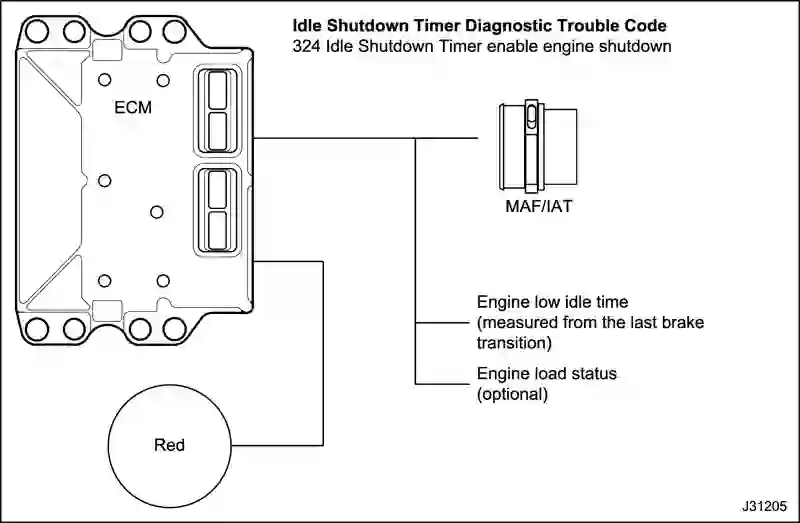 Idle Shutdown Timer Diagnostic Trouble Code
324 Idle Shutdown Timer enable engine shutdown
ECM
MAF/IAT
Engine low idle time
(measured from the last brake
transition)
Engine load status
(optional)
Red
J31205